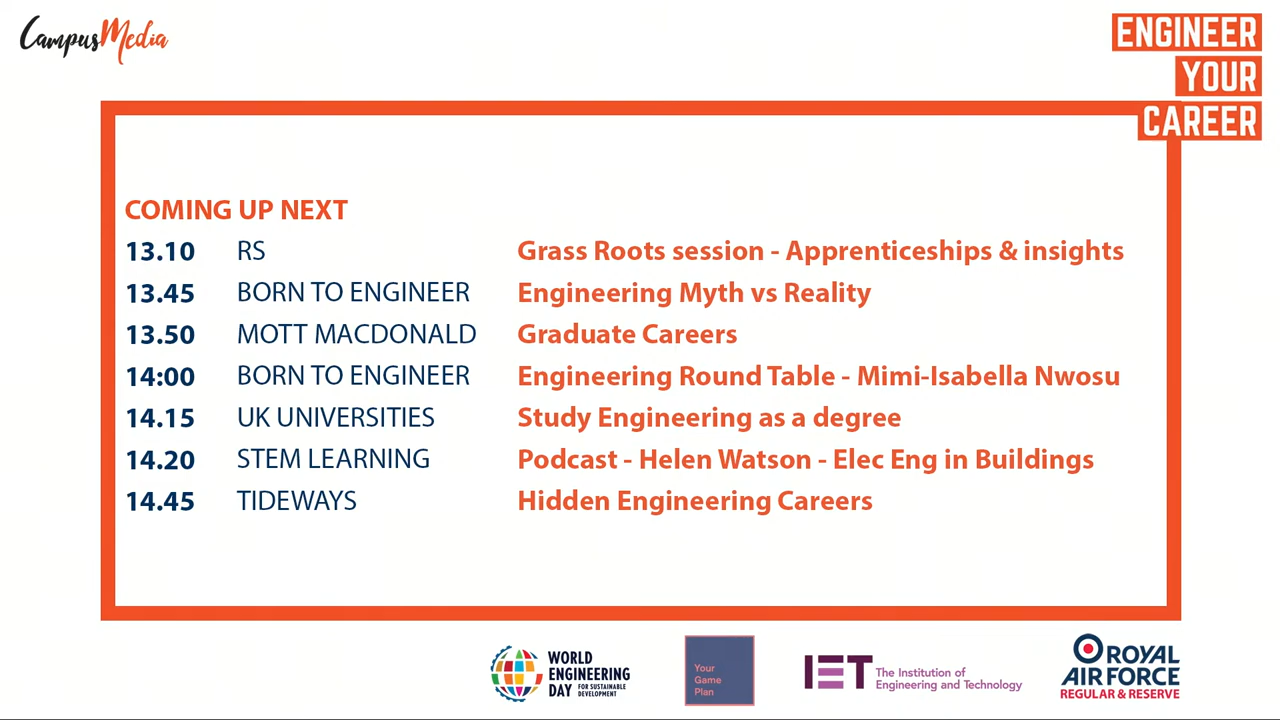 CampusMedia
ENGINEER
YOUR
CAREER
COMING UP NEXT
13.10 RS Grass Roots session - Apprenticeships & insights
13.45 BORN TO ENGINEER Engineering Myth vs Reality
13.50 MOTT MACDONALD Graduate Careers
14:00 BORN TO ENGINEER Engineering Round Table - Mimi-Isabella Nwosu
14.15 UK UNIVERSITIES Study Engineering as a degree
14.20 STEM LEARNING Podcast - Helen Watson - Elec Eng in Buildings
14.45 TIDEWAYS Hidden Engineering Careers
WORLD
ENGINEERING
DAY FOR SUSTAINABLE
DEVELOPMENT
Your
Game
Plan
IET The Institution of
Engineering and Technology
ROYAL
AIR FORCE
REGULAR & RESERVE